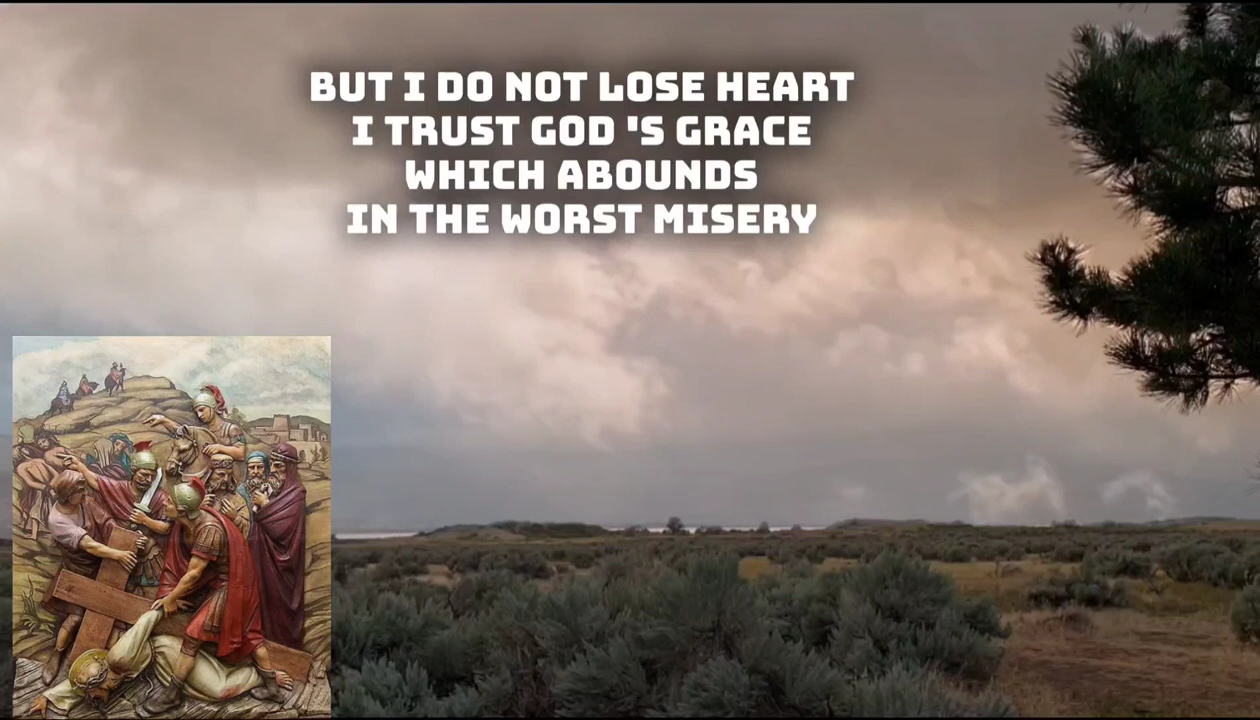 BUT I DO NOT LOSE HEART
I TRUST GOD 'S GRACE
WHICH ABOUNDS
IN THE WORST MISERY